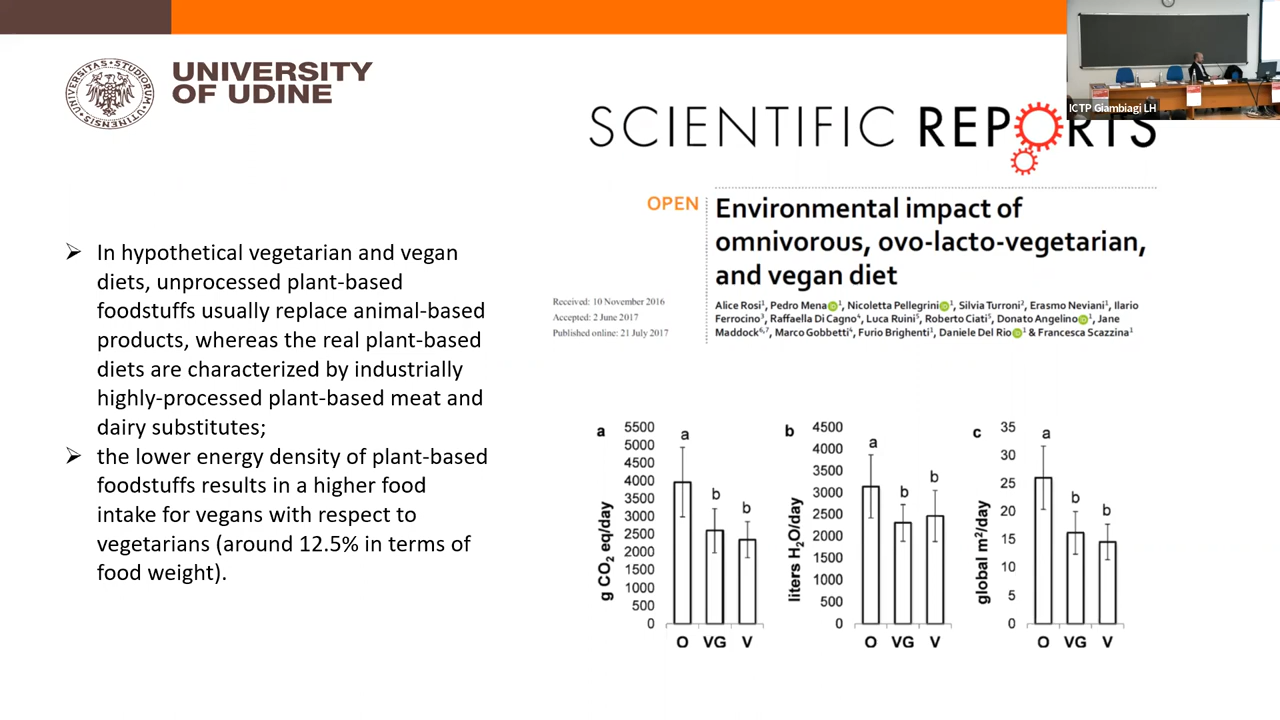 UNIVERSITY
OF UDINE
ICTP Giambiagi LH
SCIENTIFIC REPORTS
➢ In hypothetical vegetarian and vegan
diets, unprocessed plant-based
foodstuffs usually replace animal-based
products, whereas the real plant-based
diets are characterized by industrially
highly-processed plant-based meat and
dairy substitutes;
➢ the lower energy density of plant-based
foodstuffs results in a higher food
intake for vegans with respect to
vegetarians (around 12.5% in terms of
food weight).
OPEN
Environmental impact of
omnivorous, ovo-lacto-vegetarian,
and vegan diet
Received: 10 November 2016
Accepted: 2 June 2017
Published online: 21 July 2017
Alice Rosi¹, Pedro Mena¹, Nicoletta Pellegrini¹, Silvia Turroni², Erasmo Neviani¹, Ilario
Ferrocino³, Raffaella Di Cagno⁴, Luca Ruini⁵, Roberto Ciati⁵, Donato Angelino¹, Jane
Maddock⁶,⁷, Marco Gobbetti⁴, Furio Brighenti¹, Daniele Del Rio¹ & Francesca Scazzina¹
a
g CO₂ eq/day
5500
5000
4500
4000
3500
3000
2500
2000
1500
1000
500
0
a
b
b
O VG V
b
liters H₂O/day
4500
4000
3500
3000
2500
2000
1500
1000
500
0
a
b
b
O VG V
c
global m²/day
35
30
25
20
15
10
5
0
a
b
b
O VG V